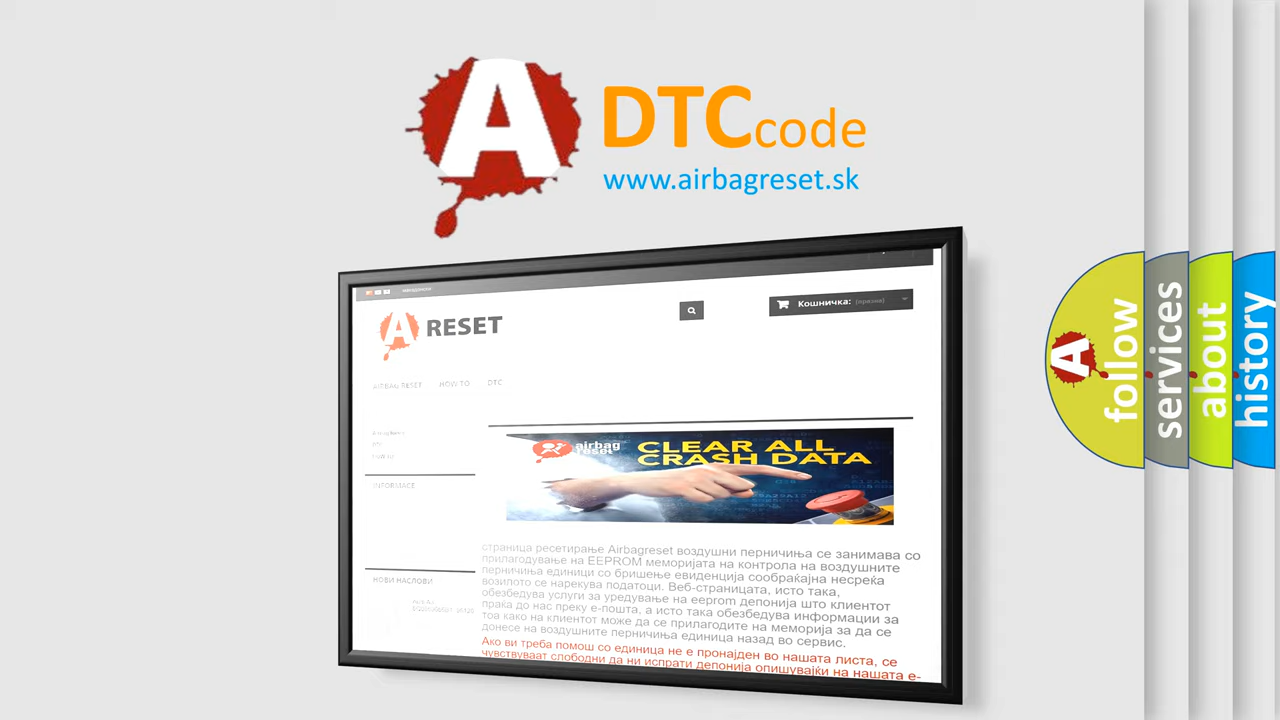 A DTC code
www.airbagreset.sk
A RESET
Кошничка: (празни)
AIRBAG RESET HOW TO DTC
airbag reset CLEAR ALL CRASH DATA
INFORMACE
НОВИ НАСЛОВИ
страница ресетирање Airbagreset воздушни перничиња се занимава со
прилагодување на EEPROM меморијата на контрола на воздушните
перничиња единици со бришење евиденција сообраќајна несреќа
возилото се нарекува податоци. Веб-страницата, исто така,
обезбедува услуги за уредување на eeprom депонија што клиентот
праќа до нас преку е-пошта, а исто така обезбедува информации за
тоа како на клиентот може да се прилагодите на меморија за да се
донесе на воздушните перничиња единица назад во сервис.
Ако ви треба помош со единица не е пронајден во нашата листа, се
чувствуваат слободни да ни испрати депонија опишувајќи на нашата е-
A
follow
services
about
history